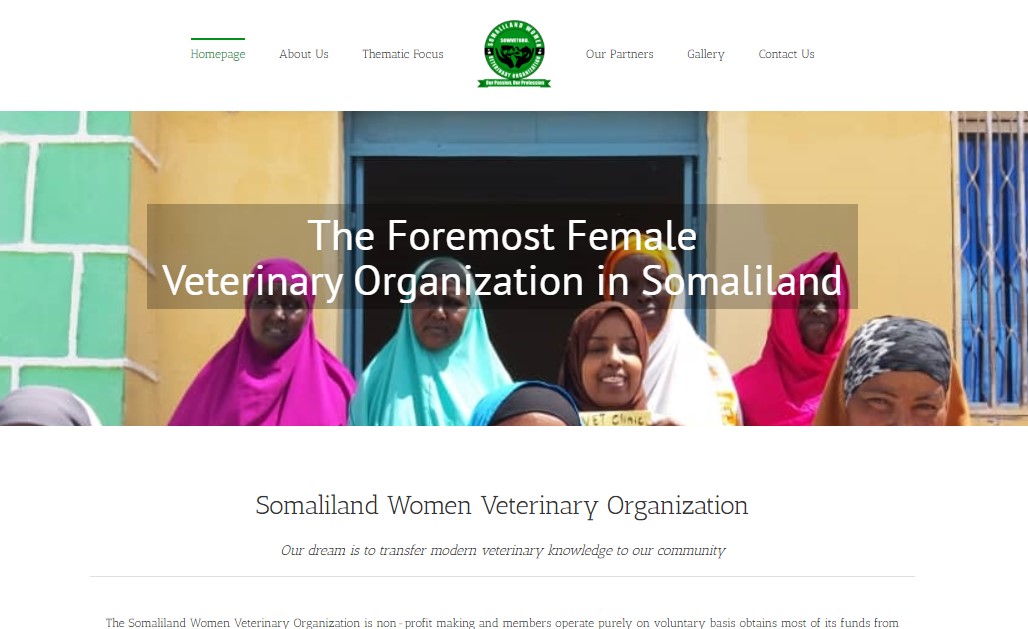 Homepage
About Us
Thematic Focus
SOMALILAND WOMEN
SOWVETORG.
VETERINARY ORGANIZATION
Our Passion, Our Profession
Our Partners
Gallery
Contact Us
The Foremost Female
Veterinary Organization in Somaliland
VET Clinic
Somaliland Women Veterinary Organization
Our dream is to transfer modern veterinary knowledge to our community
The Somaliland Women Veterinary Organization is non-profit making and members operate purely on voluntary basis obtains most of its funds from